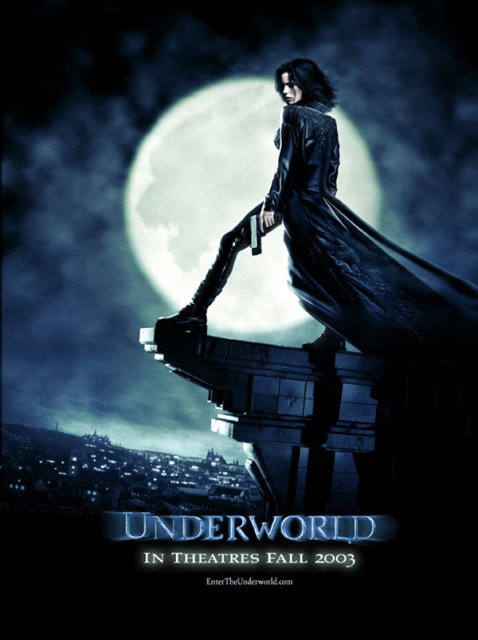 UNDERWORLD
IN THEATRES FALL 2003
EnterTheUnderworld.com